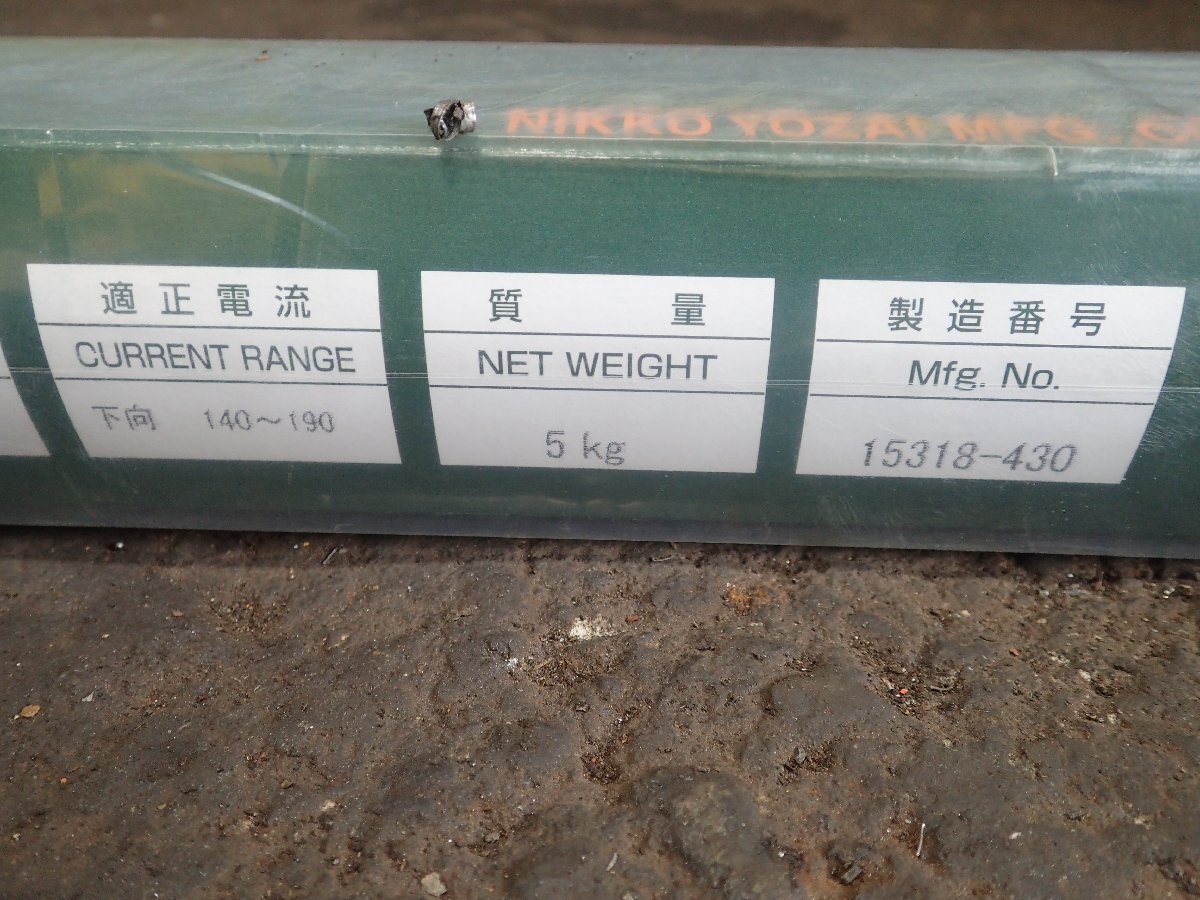 NIKKO YOZAI MFG., CO
適正電流
CURRENT RANGE
下向 140～190
質量
NET WEIGHT
5 kg
製造番号
Mfg. No.
15318-430